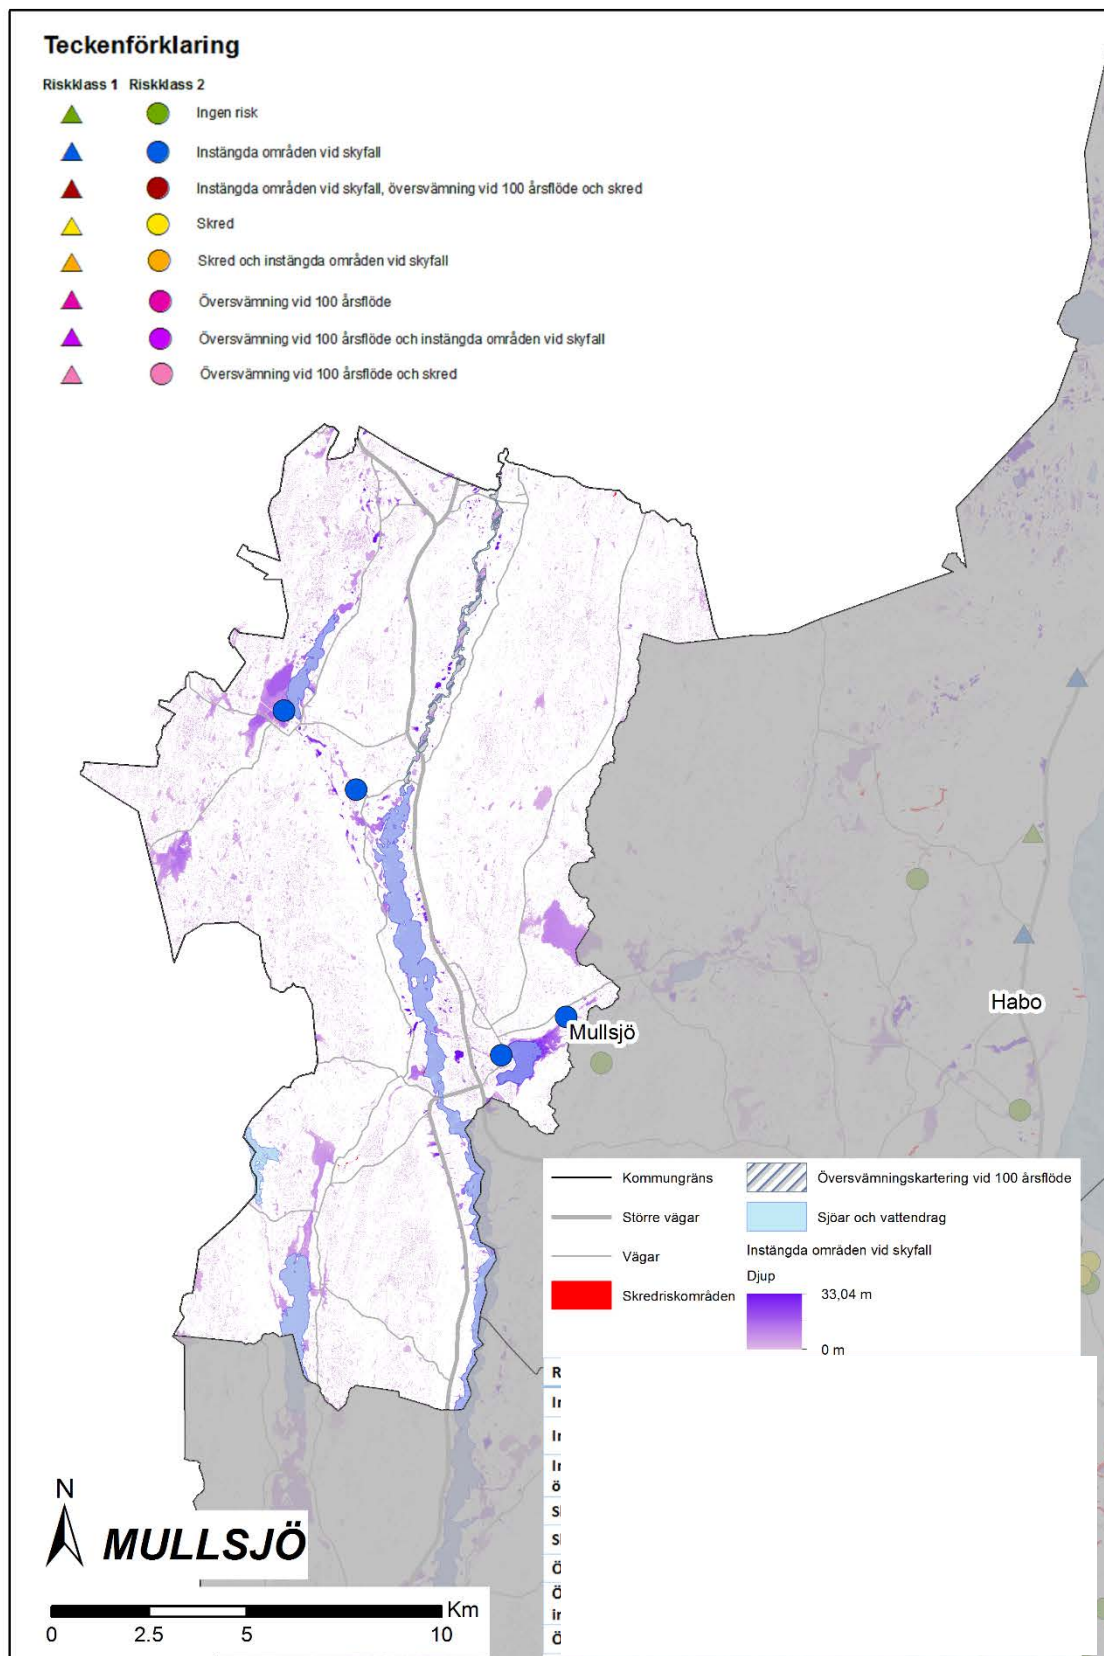 Teckenförklaring
Riskklass 1 Riskklass 2
Ingen risk
Instängda områden vid skyfall
Instängda områden vid skyfall, översvämning vid 100 årsflöde och skred
Skred
Skred och instängda områden vid skyfall
Översvämning vid 100 årsflöde
Översvämning vid 100 årsflöde och instängda områden vid skyfall
Översvämning vid 100 årsflöde och skred
Habo
Mullsjö
Kommungräns
Större vägar
Vägar
Skredriskområden
Översvämningskartering vid 100 årsflöde
Sjöar och vattendrag
Instängda områden vid skyfall
Djup
33,04 m
0 m
N
MULLSJÖ
Km
0 2.5 5 10